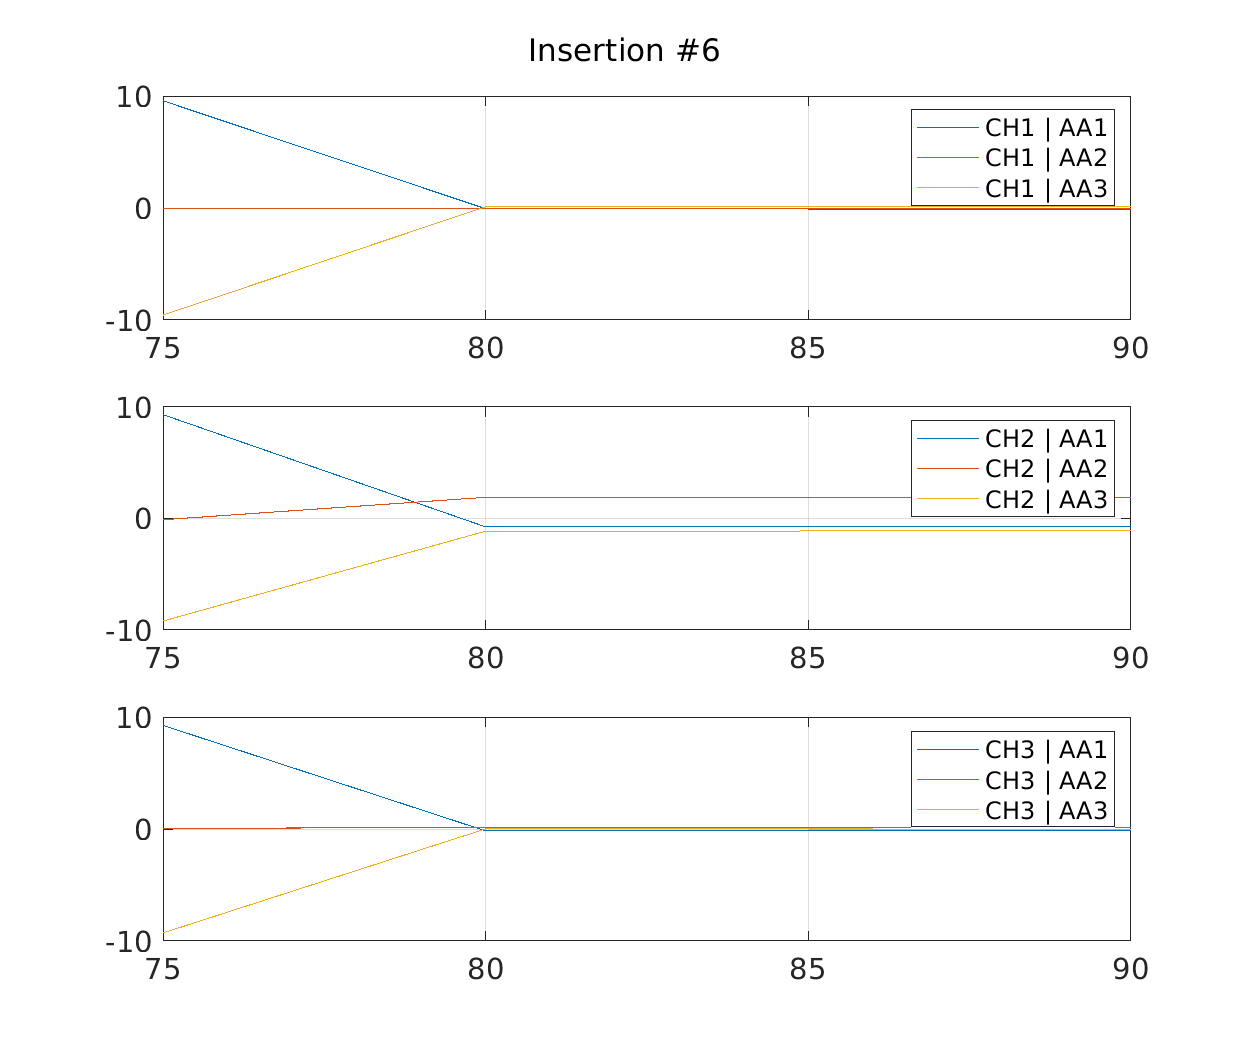 Insertion #6
10
0
-10
75 80 85 90
CH1 | AA1
CH1 | AA2
CH1 | AA3
10
0
-10
75 80 85 90
CH2 | AA1
CH2 | AA2
CH2 | AA3
10
0
-10
75 80 85 90
CH3 | AA1
CH3 | AA2
CH3 | AA3